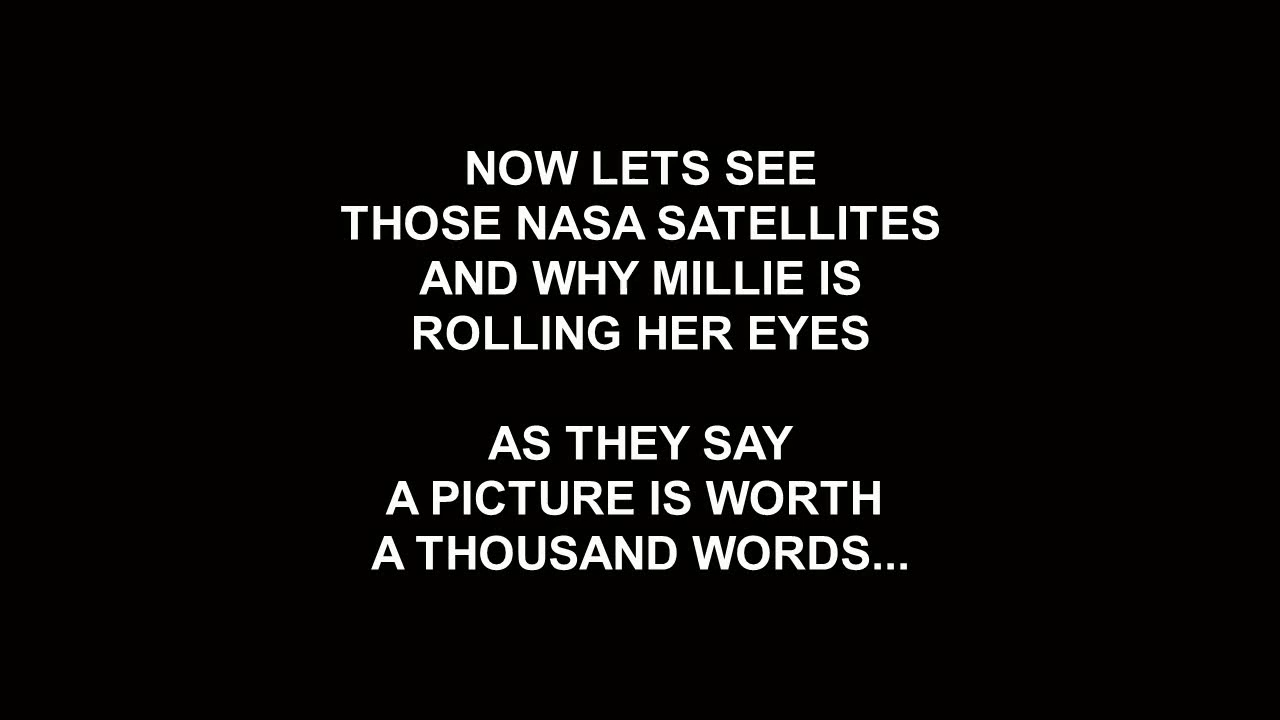 NOW LETS SEE
THOSE NASA SATELLITES
AND WHY MILLIE IS
ROLLING HER EYES
AS THEY SAY
A PICTURE IS WORTH
A THOUSAND WORDS...